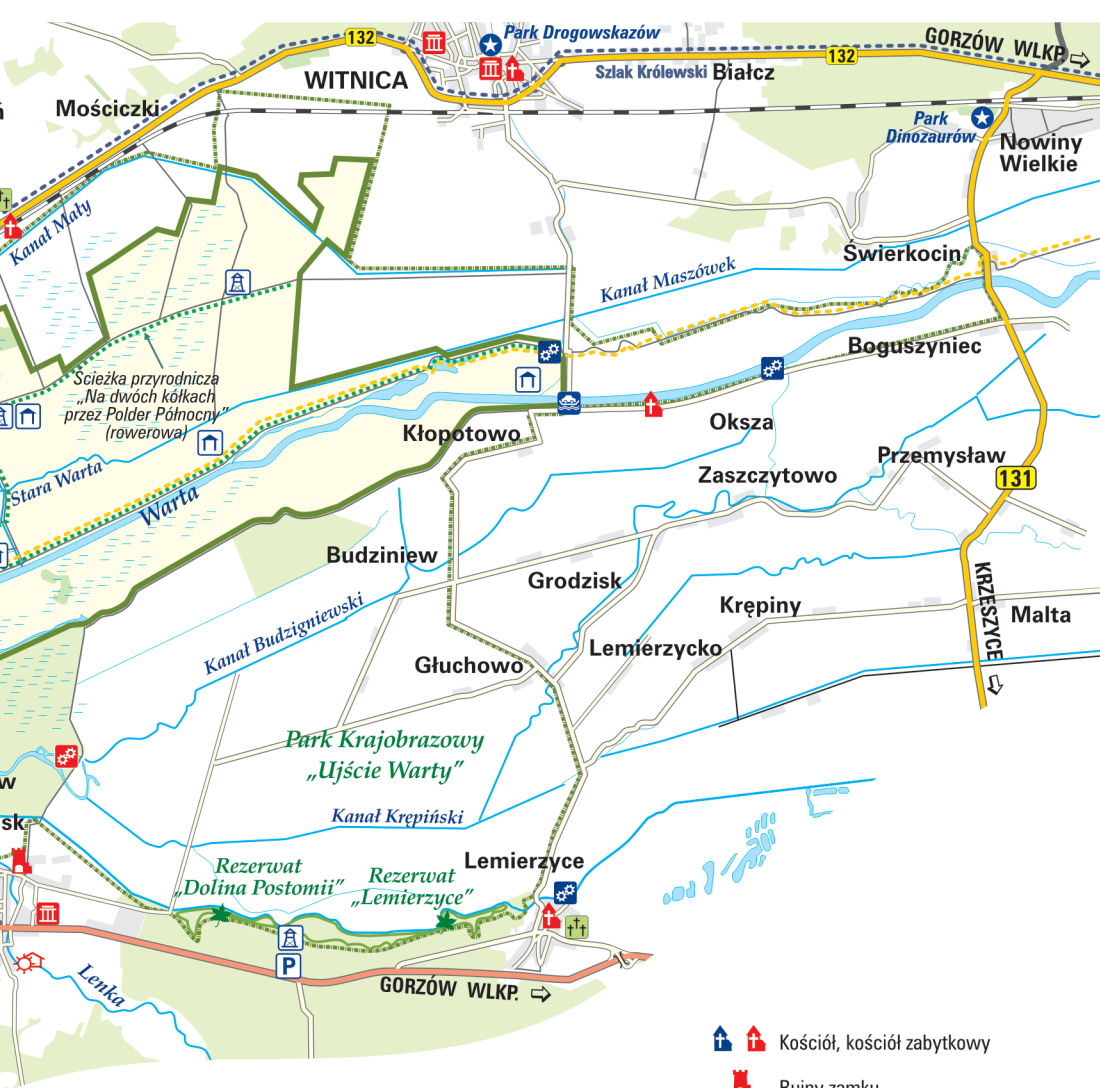 132
Park Drogowskazów
GORZÓW WLKP.
WITNICA
Szlak Królewski
Białcz
132
Mościczki
Park
Dinozaurów
Nowiny
Wielkie
Kanał Mały
Świerkocin
Kanał Maszówek
Boguszyniec
Ścieżka przyrodnicza
„Na dwóch kółkach
przez Polder Północny”
(rowerowa)
Kłopotowo
Oksza
Stara Warta
Warta
Zaszczytowo
Przemysław
131
Budziniew
Grodzisk
KRZESZYCE
Krępiny
Malta
Kanał Budzigniewski
Lemierzycko
Głuchowo
Park Krajobrazowy
„Ujście Warty”
w
sk
Kanał Krępiński
Lemierzyce
Rezerwat
„Dolina Postomii”
Rezerwat
„Lemierzyce”
P
Lenka
GORZÓW WLKP.
Kościół, kościół zabytkowy
Ruiny zamku